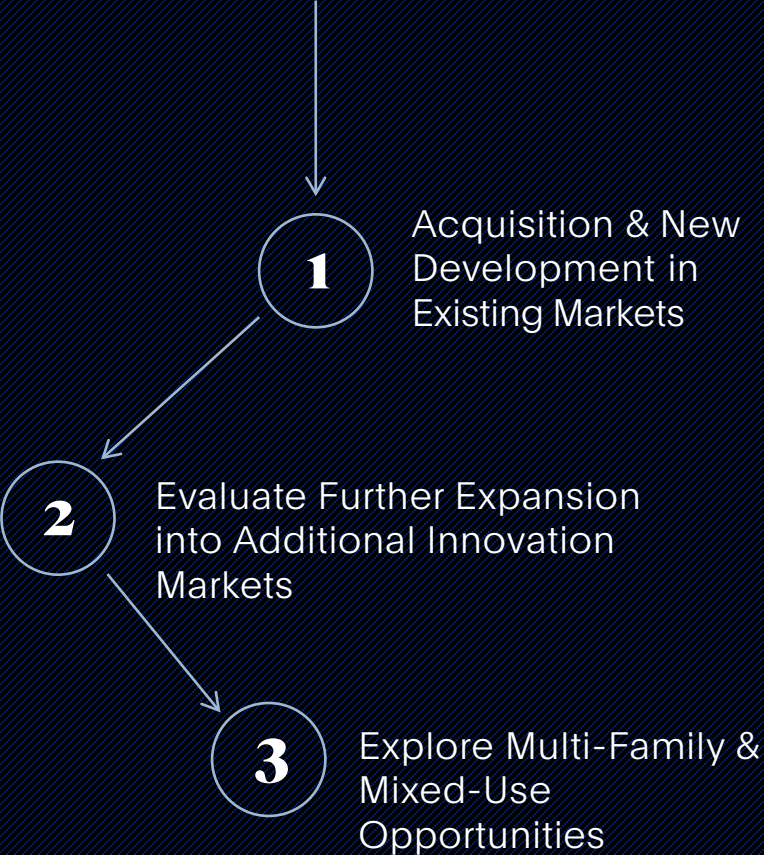 1
Acquisition & New
Development in
Existing Markets
2
Evaluate Further Expansion
into Additional Innovation
Markets
3
Explore Multi-Family &
Mixed-Use
Opportunities